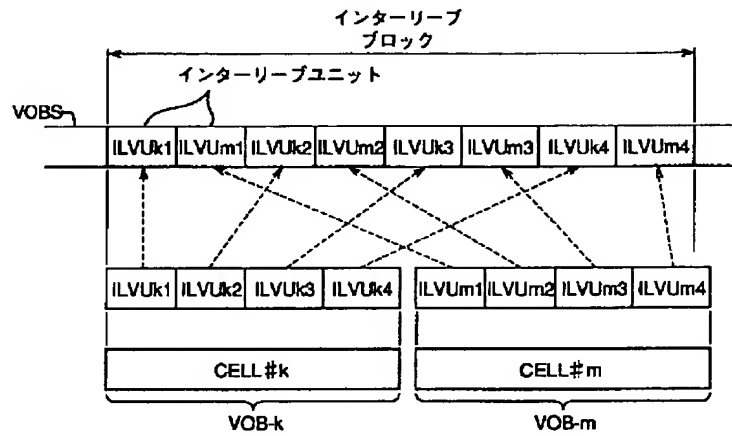 インターリーブ
ブロック
インターリーブユニット
VOBS
ILVUk1 ILVUm1 ILVUk2 ILVUm2 ILVUk3 ILVUm3 ILVUk4 ILVUm4
ILVUk1 ILVUk2 ILVUk3 ILVUk4 ILVUm1 ILVUm2 ILVUm3 ILVUm4
CELL#k CELL#m
VOB-k VOB-m